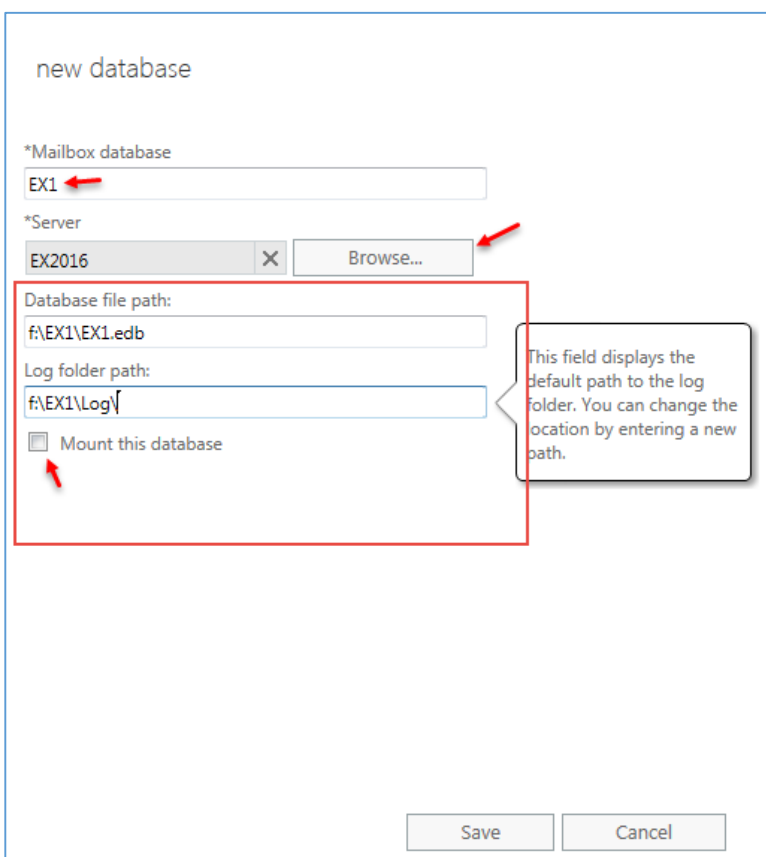 new database
*Mailbox database
EX1
*Server
EX2016
Browse...
Database file path:
f:\EX1\EX1.edb
Log folder path:
f:\EX1\Log\
This field displays the
default path to the log
folder. You can change the
location by entering a new
path.
Mount this database
Save
Cancel